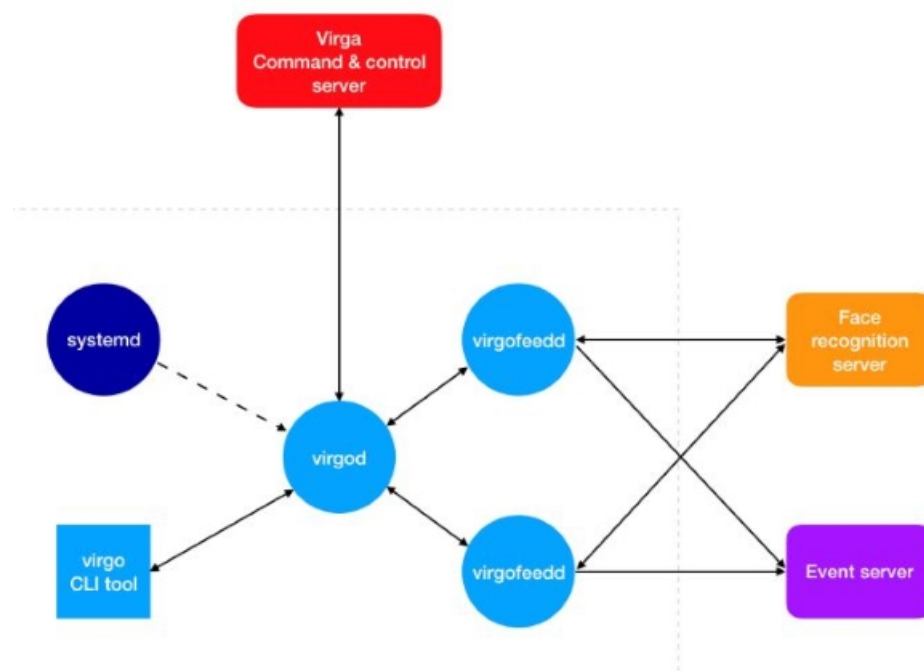 Virga
Command & control
server
systemd
virgofeedd
Face
recognition
server
virgod
virgo
CLI tool
virgofeedd
Event server